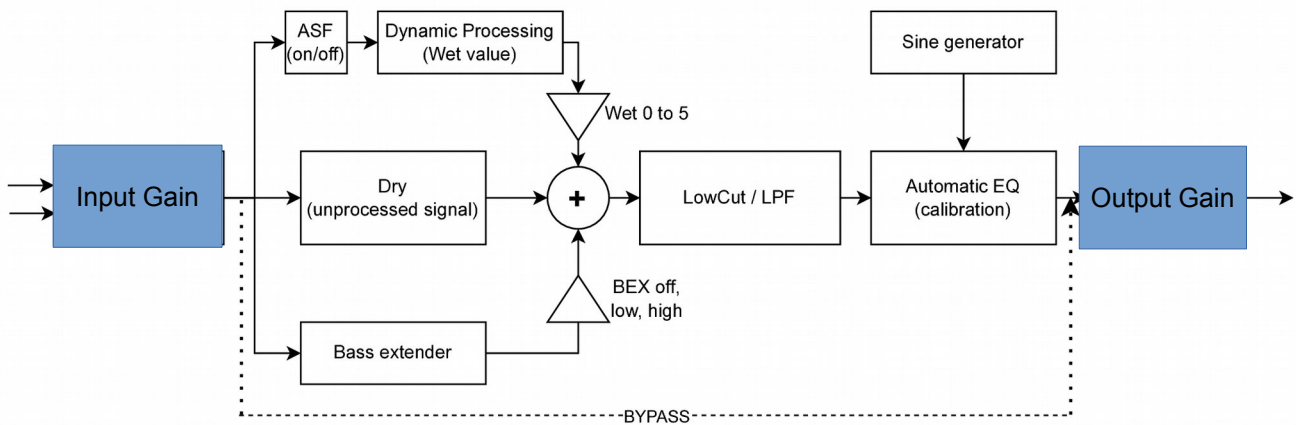 ASF
(on/off)
Dynamic Processing
(Wet value)
Sine generator
Wet 0 to 5
Input Gain
Dry
(unprocessed signal)
+
LowCut / LPF
Automatic EQ
(calibration)
Output Gain
BEX off,
low, high
Bass extender
BYPASS